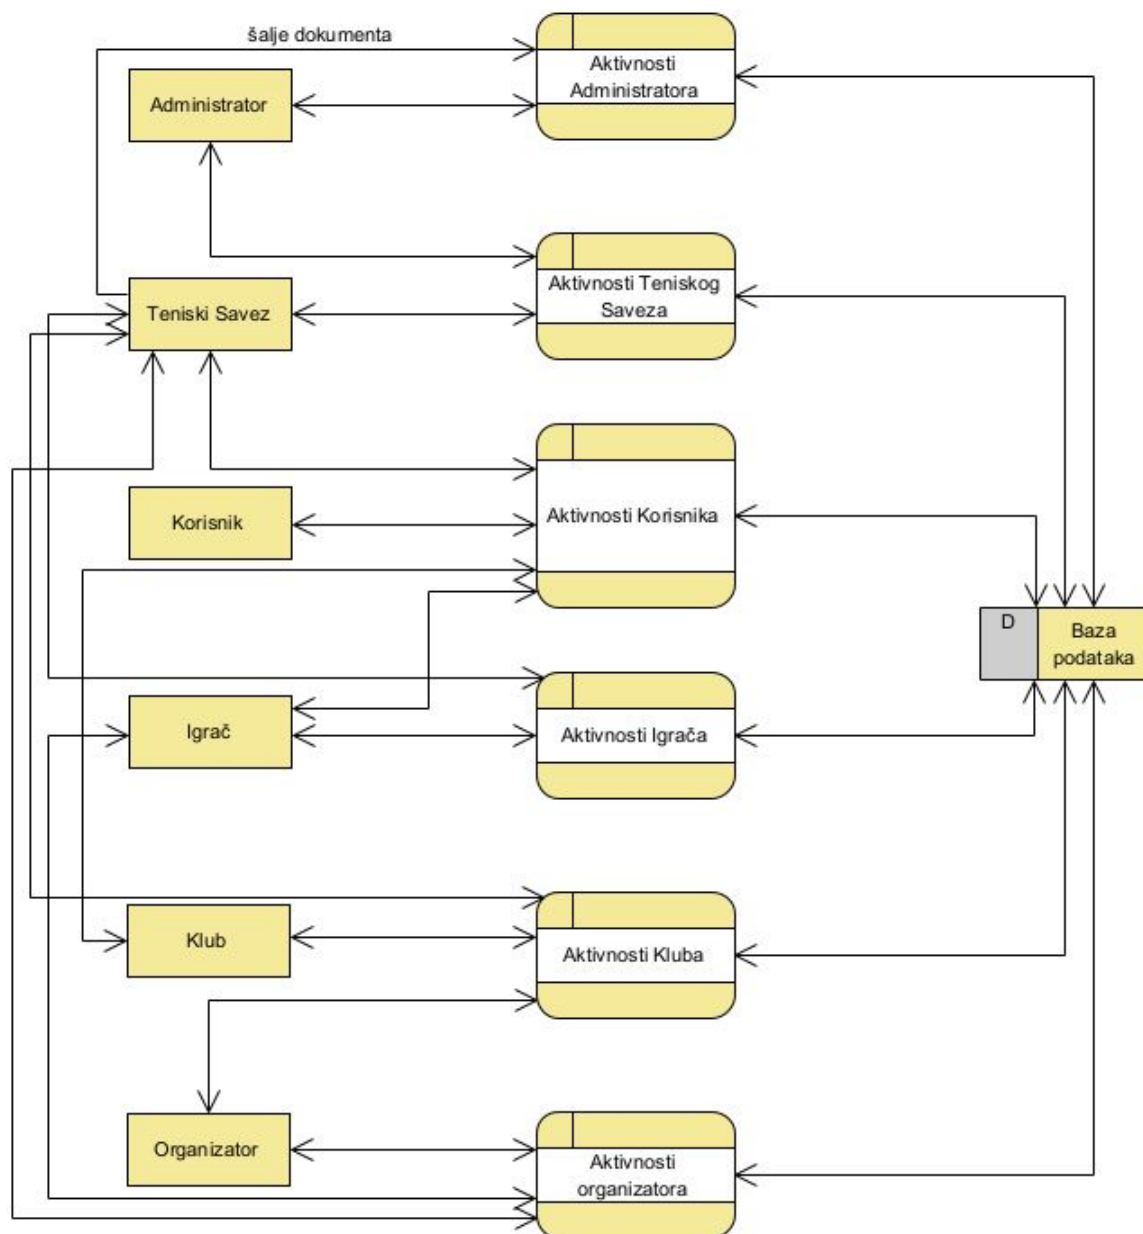 šalje dokumenta
Aktivnosti
Administratora
Administrator
Aktivnosti Teniskog
Saveza
Teniski Savez
Aktivnosti Korisnika
Korisnik
D
Baza
podataka
Igrač
Aktivnosti Igrača
Klub
Aktivnosti Kluba
Organizator
Aktivnosti
organizatora